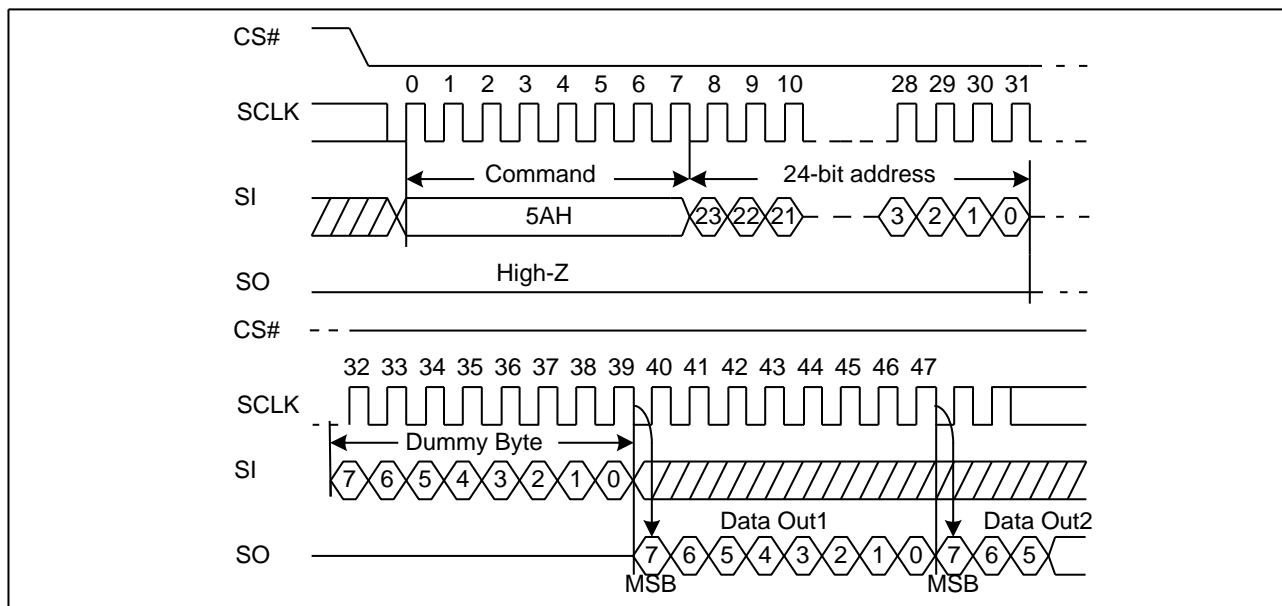 CS#
0 1 2 3 4 5 6 7 8 9 10 28 29 30 31
SCLK
Command 24-bit address
SI
5AH 23 22 21 3 2 1 0
High-Z
SO
CS#
32 33 34 35 36 37 38 39 40 41 42 43 44 45 46 47
SCLK
Dummy Byte
SI
7 6 5 4 3 2 1 0
Data Out1 Data Out2
SO
7 6 5 4 3 2 1 0 7 6 5
MSB MSB